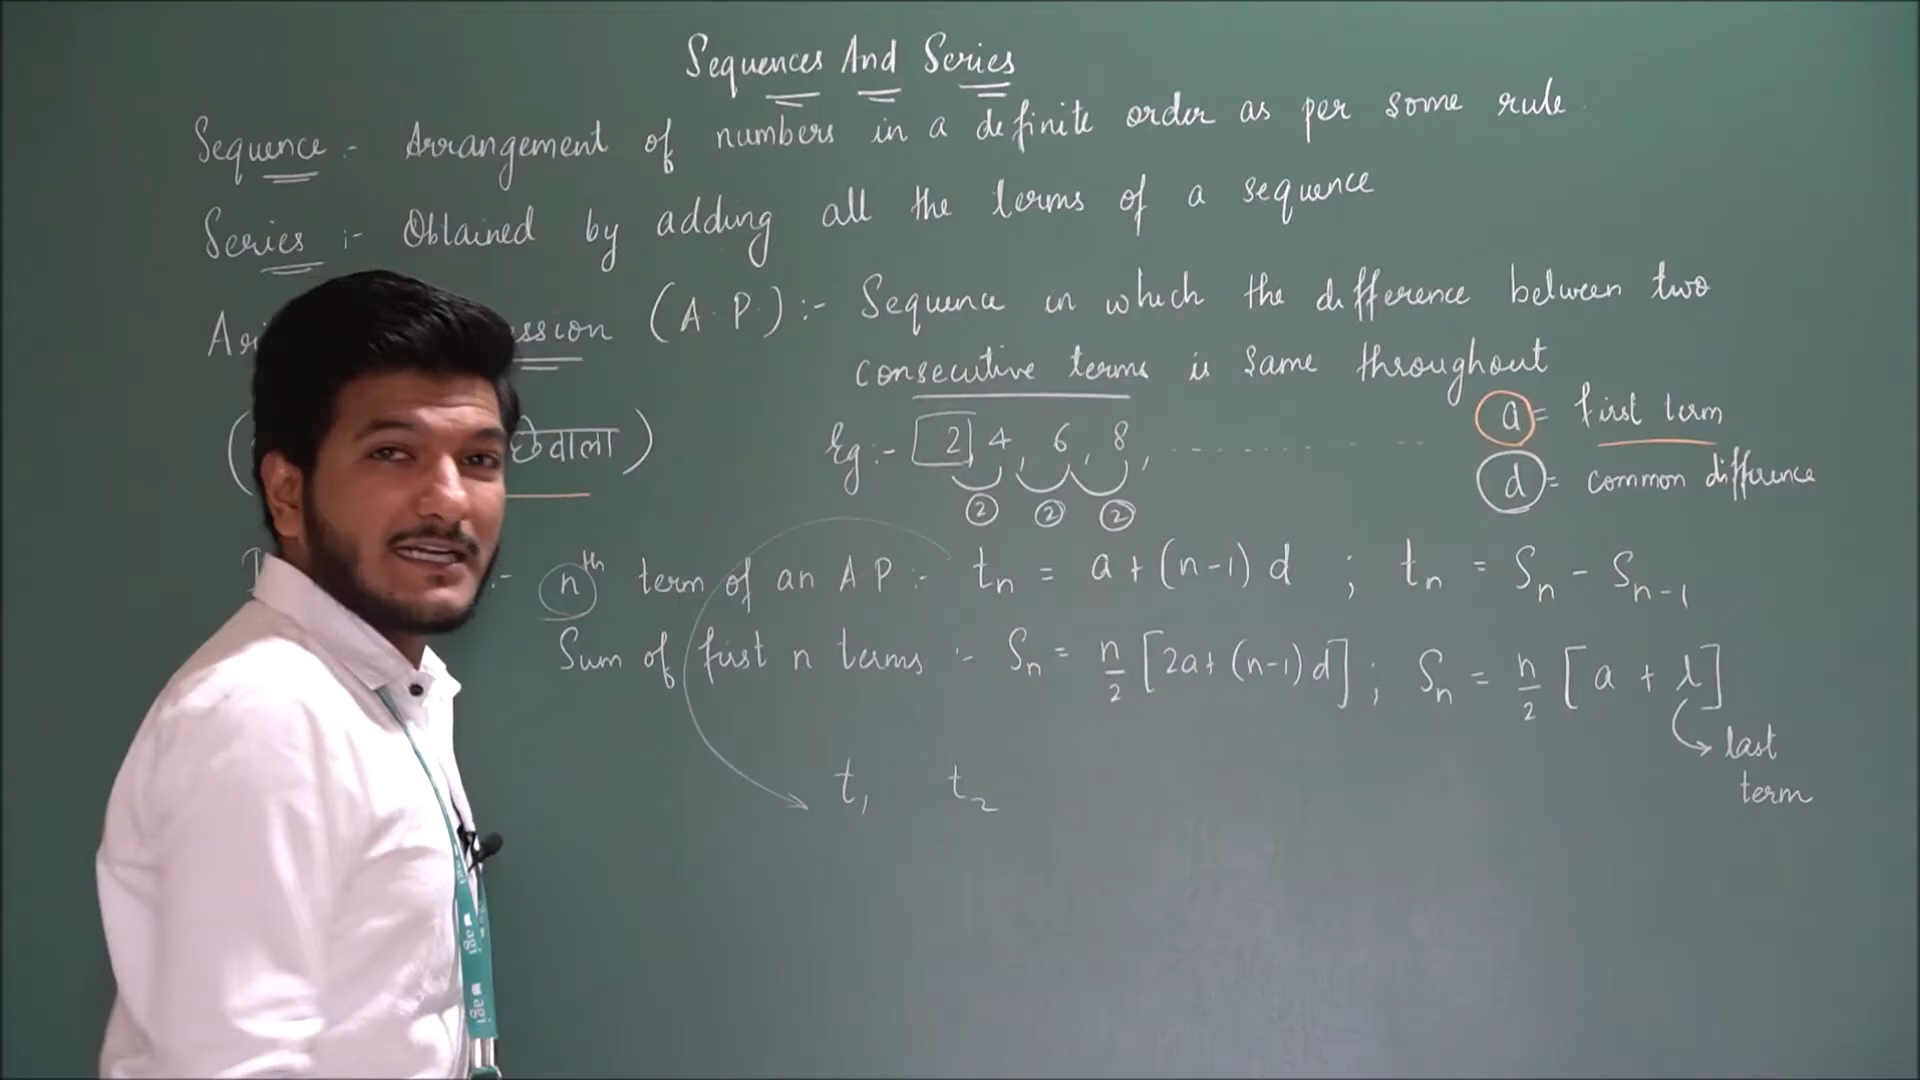 Sequences And Series
Sequence :- Arrangement of numbers in a definite order as per some rule
Series :- Obtained by adding all the terms of a sequence
(A.P.) :- Sequence in which the difference between two
consecutive terms is same throughout
a = first term
Eg :- 2, 4, 6, 8, ..........
d = common difference
2 2 2
nth term of an AP :- tn = a + (n-1) d ; tn = Sn - Sn-1
Sum of first n terms :- Sn = n/2 [2a + (n-1) d] ; Sn = n/2 [a + l]
last
term
t1 t2